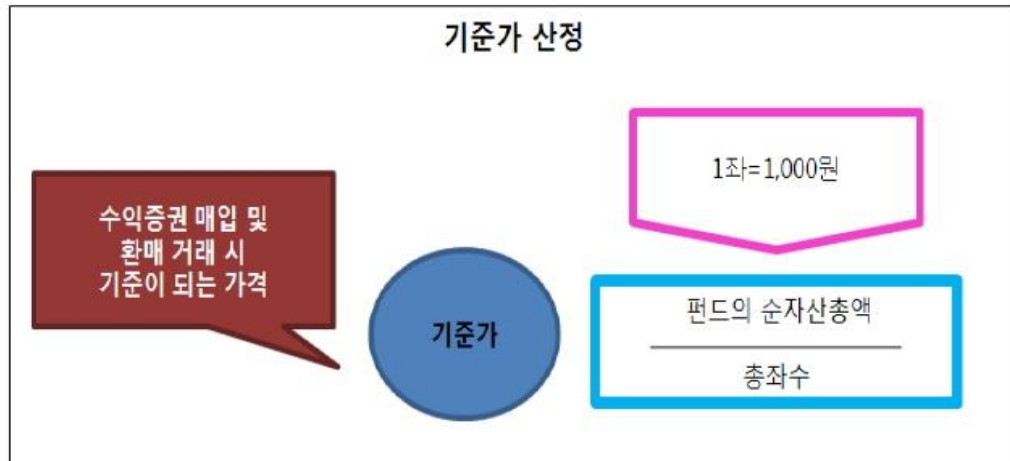 기준가 산정
1좌=1,000원
수익증권 매입 및
환매 거래 시
기준이 되는 가격
기준가
펀드의 순자산총액
총좌수